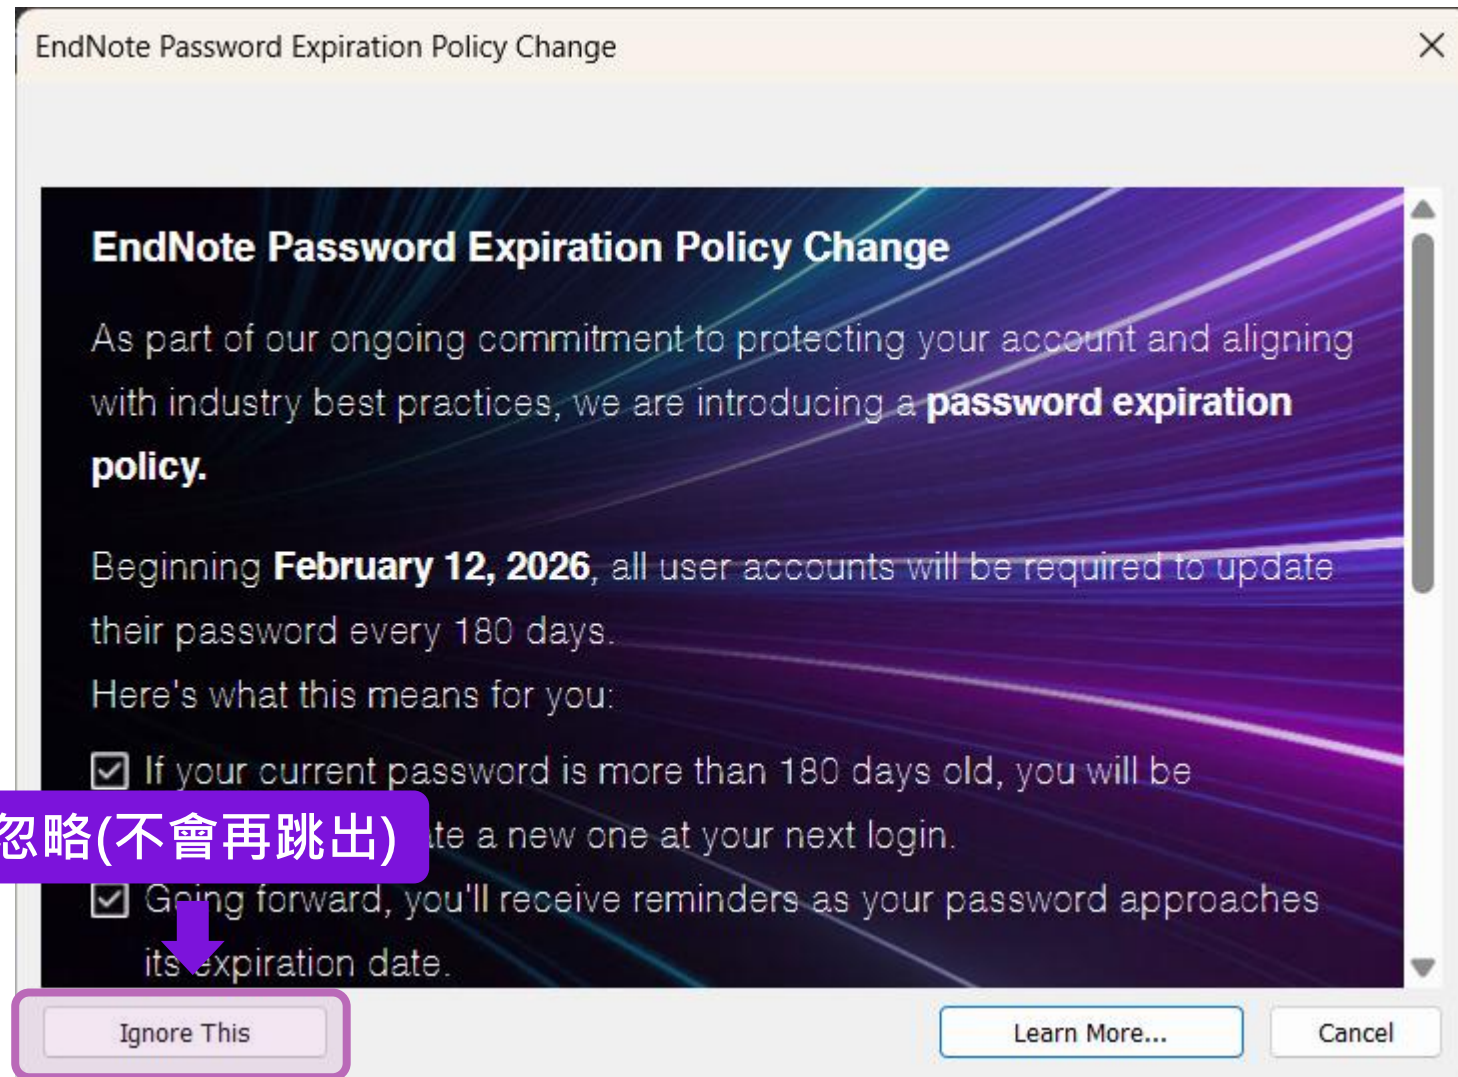 EndNote Password Expiration Policy Change
EndNote Password Expiration Policy Change
As part of our ongoing commitment to protecting your account and aligning
with industry best practices, we are introducing a password expiration
policy.
Beginning February 12, 2026, all user accounts will be required to update
their password every 180 days.
Here's what this means for you:
If your current password is more than 180 days old, you will be
忽略(不會再跳出)
a new one at your next login.
Going forward, you'll receive reminders as your password approaches
its expiration date.
Ignore This
Learn More...
Cancel